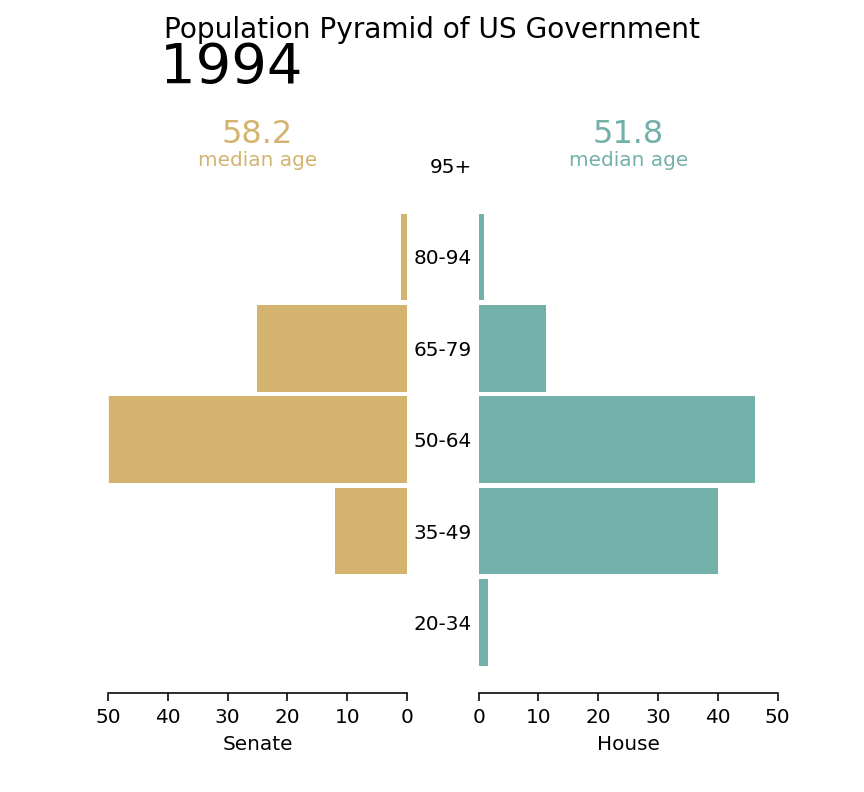 Population Pyramid of US Government
1994
58.2
median age
51.8
median age
95+
80-94
65-79
50-64
35-49
20-34
50 40 30 20 10 0
0 10 20 30 40 50
Senate
House